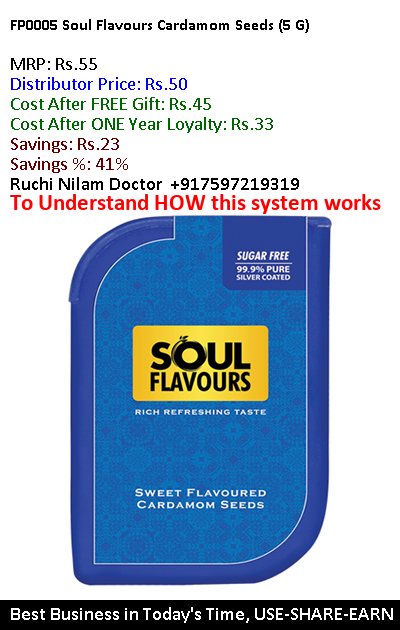 FP0005 Soul Flavours Cardamom Seeds (5 G)
MRP: Rs.55
Distributor Price: Rs.50
Cost After FREE Gift: Rs.45
Cost After ONE Year Loyalty: Rs.33
Savings: Rs.23
Savings %: 41%
Ruchi Nilam Doctor +917597219319
To Understand HOW this system works
SUGAR FREE
99.9% PURE
SILVER COATED
SOUL
FLAVOURS
RICH REFRESHING TASTE
SWEET FLAVOURED
CARDAMOM SEEDS
Best Business in Today's Time, USE-SHARE-EARN